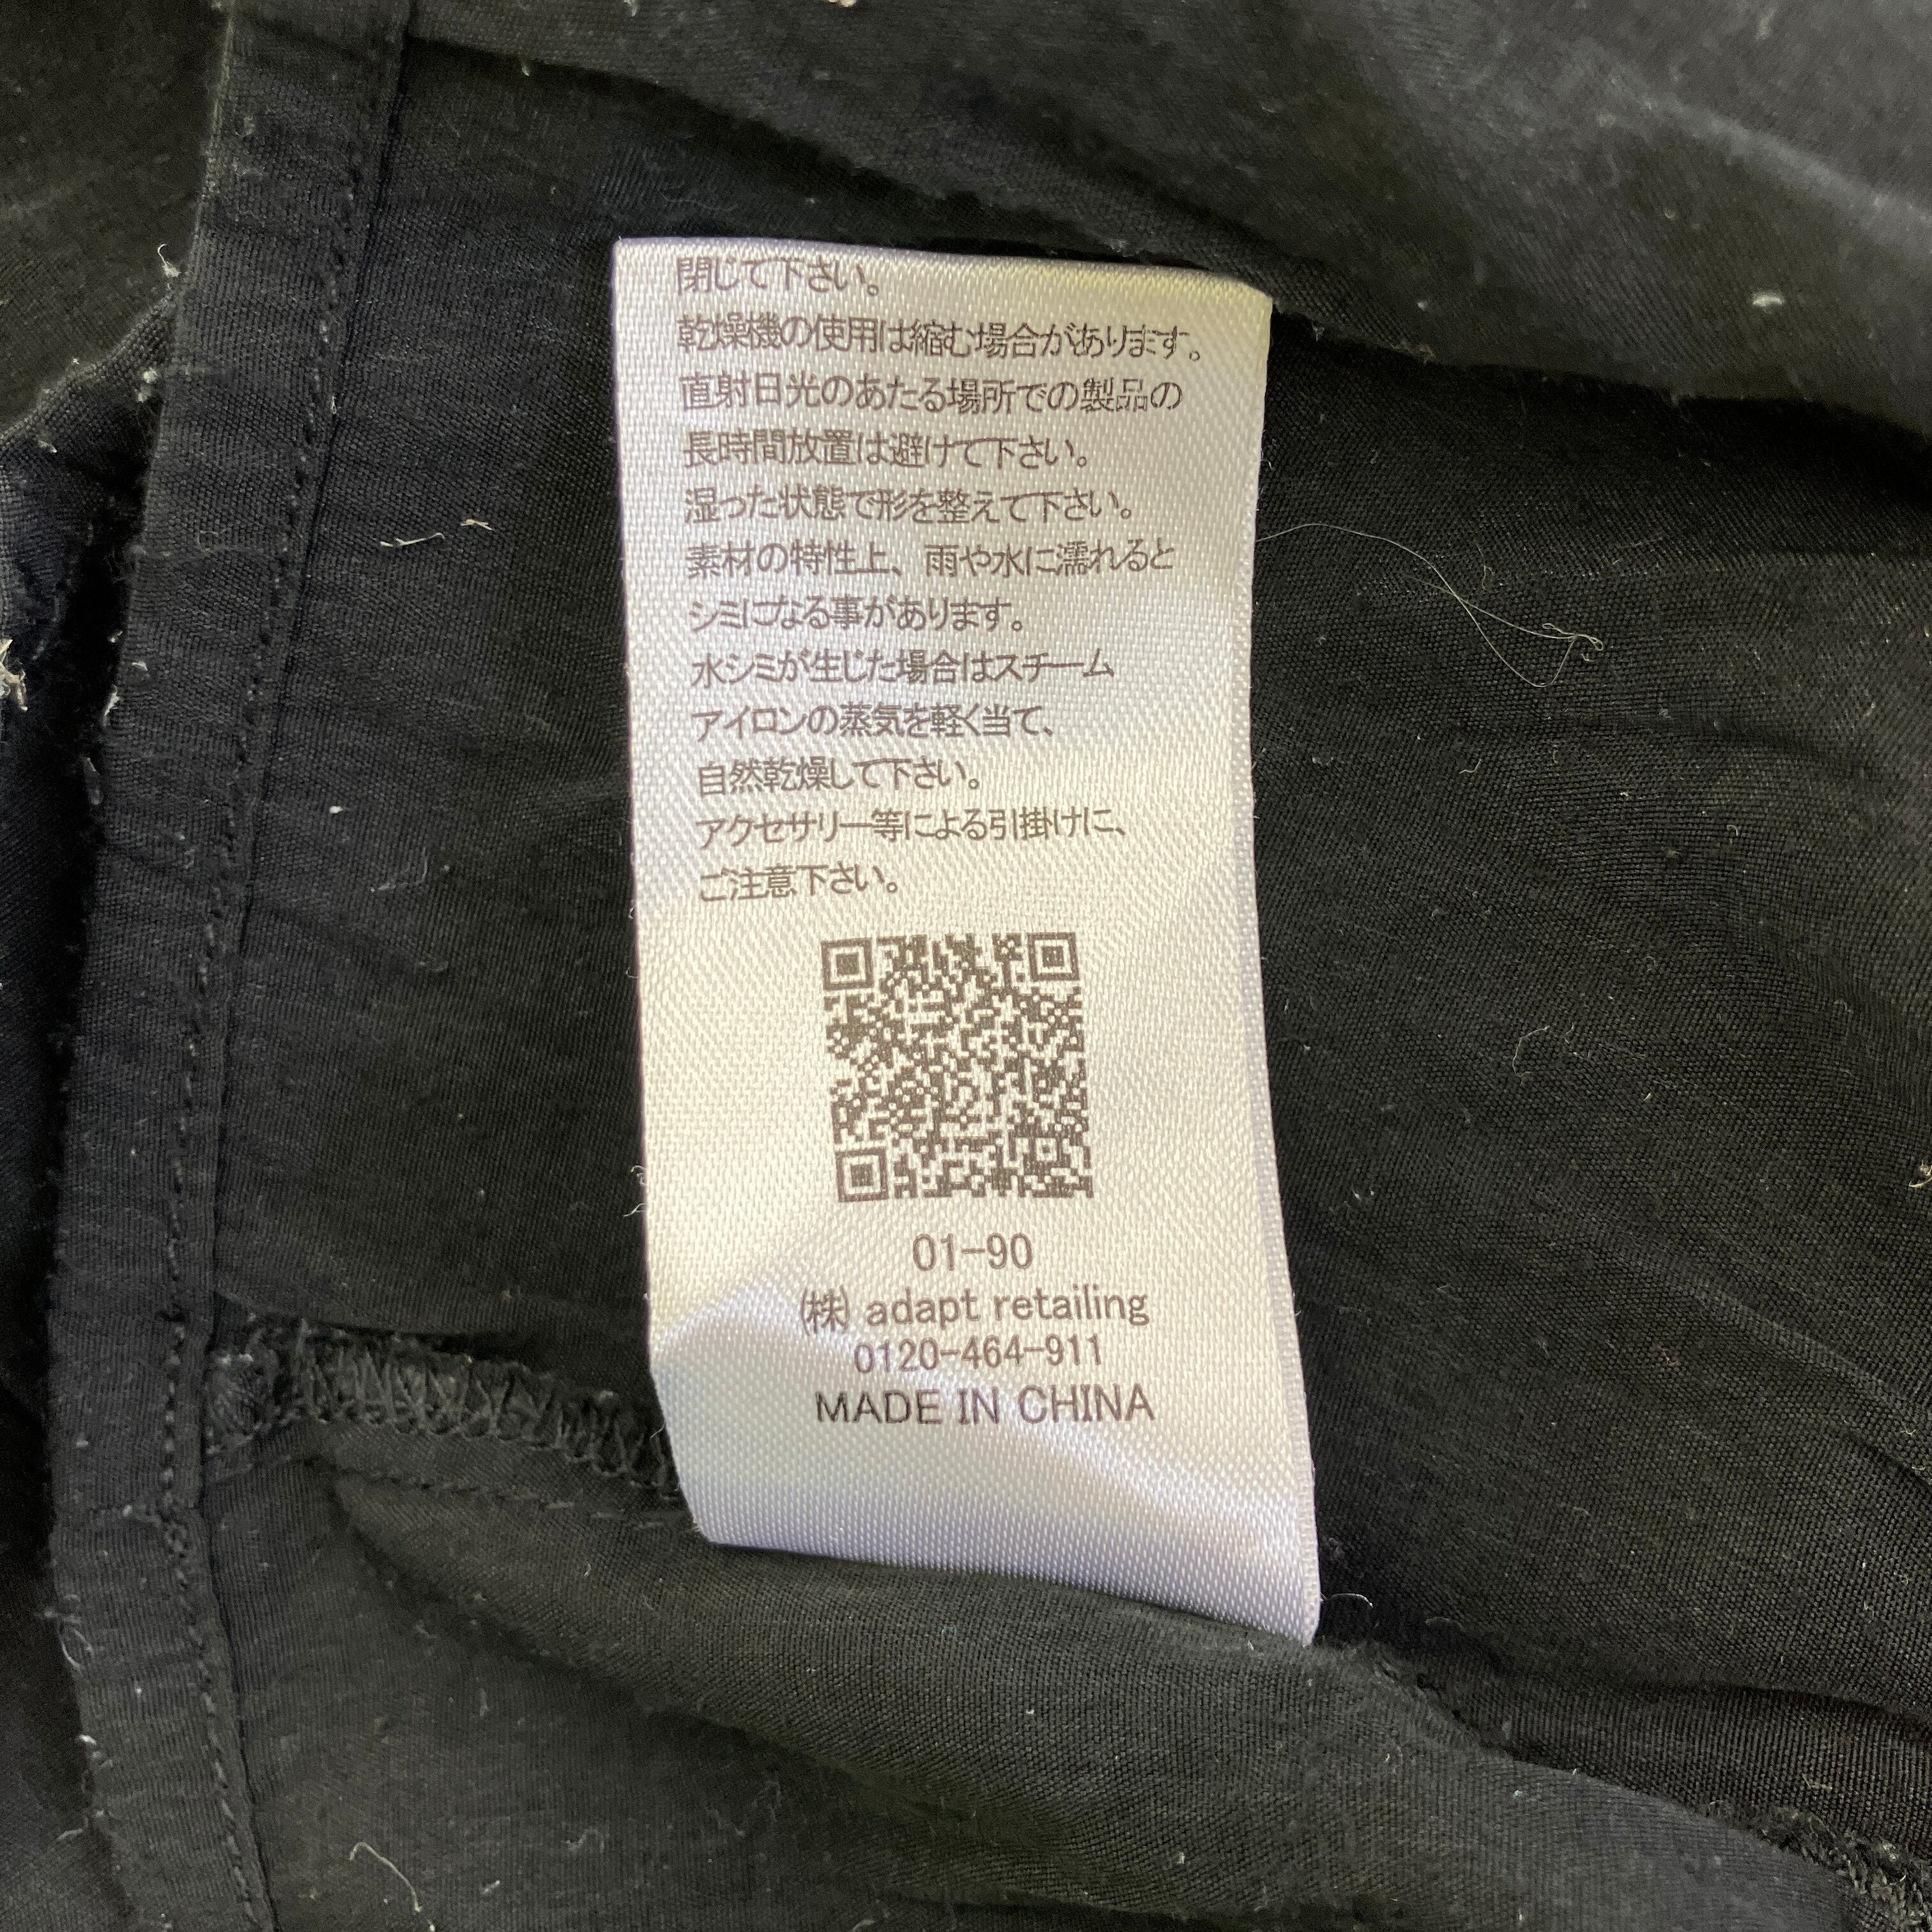 閉じて下さい。
乾燥機の使用は縮む場合があります。
直射日光のあたる場所での製品の
長時間放置は避けて下さい。
湿った状態で形を整えて下さい。
素材の特性上、雨や水に濡れると
シミになる事があります。
水シミが生じた場合はスチーム
アイロンの蒸気を軽く当て、
自然乾燥して下さい。
アクセサリー等による引掛けに、
ご注意下さい。
01-90
(株) adapt retailing
0120-464-911
MADE IN CHINA